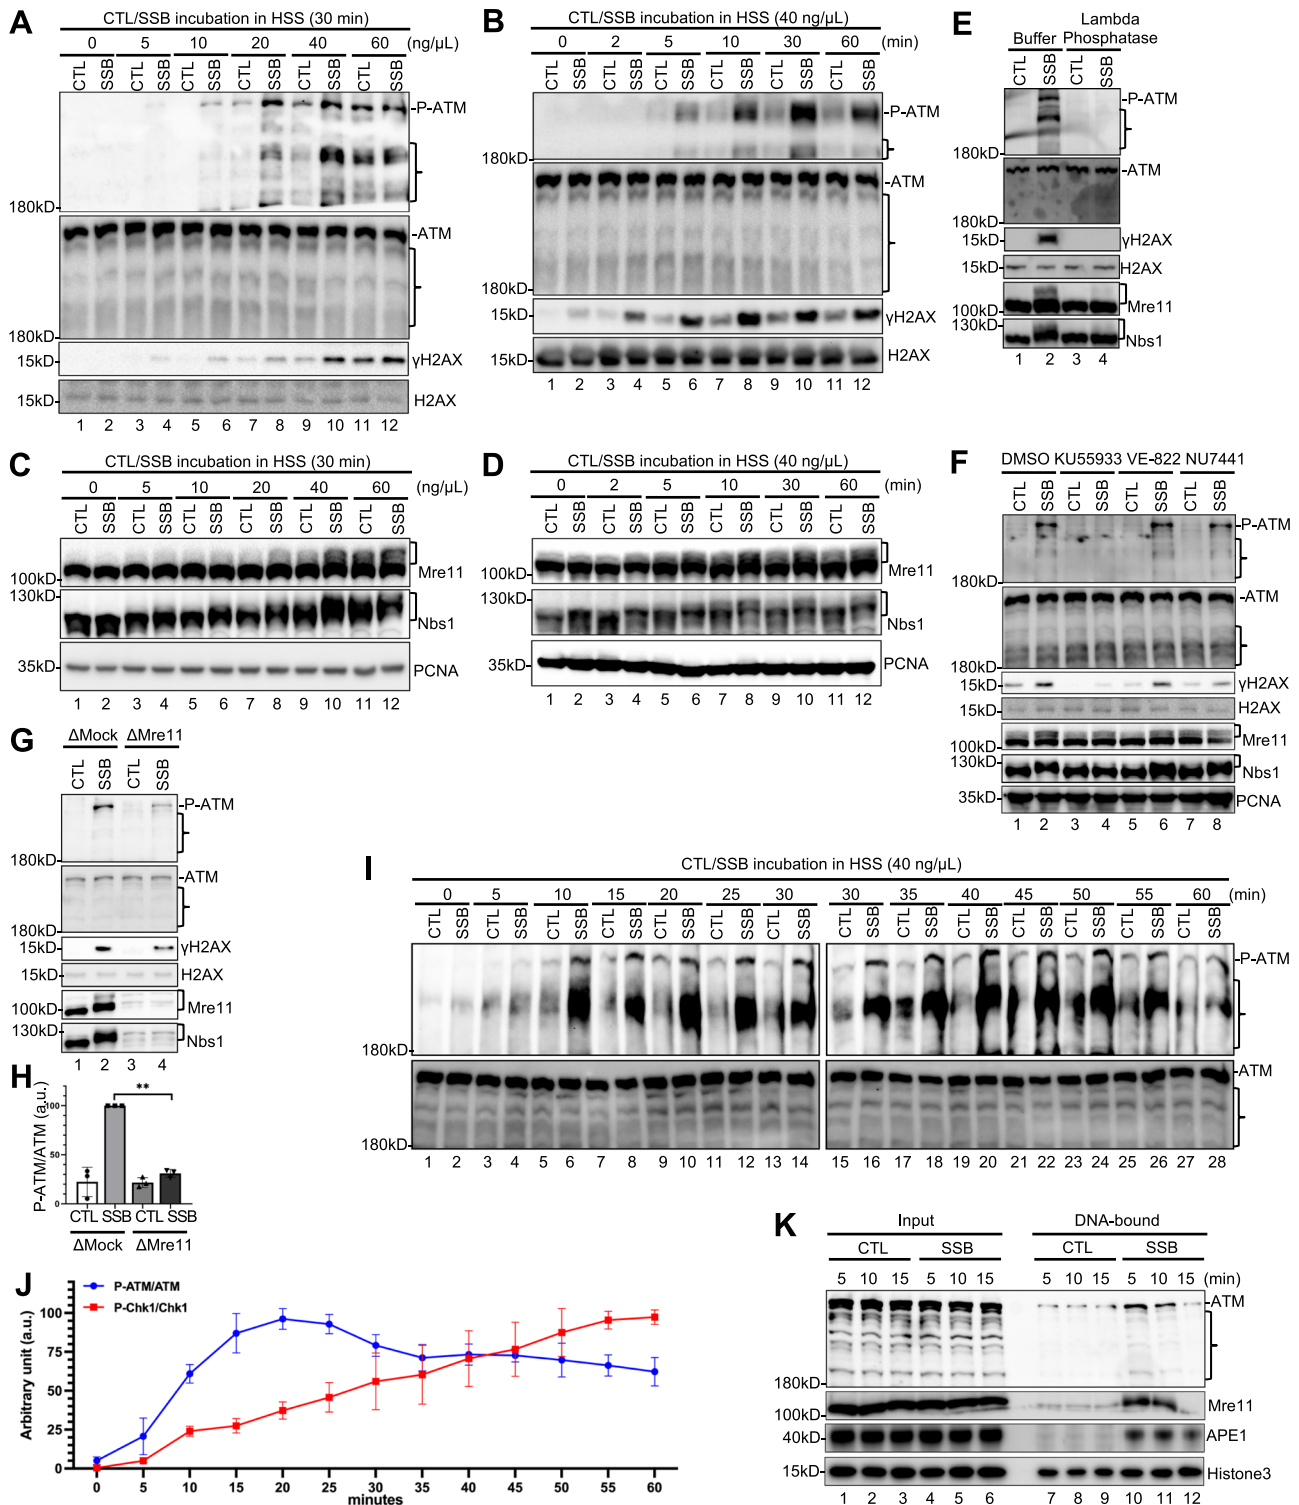 A
CTL/SSB incubation in HSS (30 min)
0 5 10 20 40 60 (ng/µL)
CTL SSB CTL SSB CTL SSB CTL SSB CTL SSB CTL SSB
-P-ATM
180kD
-ATM
180kD
15kD γH2AX
15kD H2AX
1 2 3 4 5 6 7 8 9 10 11 12
B
CTL/SSB incubation in HSS (40 ng/µL)
0 2 5 10 30 60 (min)
CTL SSB CTL SSB CTL SSB CTL SSB CTL SSB CTL SSB
-P-ATM
180kD
-ATM
180kD
15kD γH2AX
15kD H2AX
1 2 3 4 5 6 7 8 9 10 11 12
E
Lambda
Buffer Phosphatase
CTL SSB CTL SSB
-P-ATM
180kD
-ATM
180kD
15kD γH2AX
15kD H2AX
100kD Mre11
130kD
Nbs1
1 2 3 4
C
CTL/SSB incubation in HSS (30 min)
0 5 10 20 40 60 (ng/µL)
CTL SSB CTL SSB CTL SSB CTL SSB CTL SSB CTL SSB
100kD Mre11
130kD
Nbs1
35kD PCNA
1 2 3 4 5 6 7 8 9 10 11 12
D
CTL/SSB incubation in HSS (40 ng/µL)
0 2 5 10 30 60 (min)
CTL SSB CTL SSB CTL SSB CTL SSB CTL SSB CTL SSB
100kD Mre11
130kD
Nbs1
35kD PCNA
1 2 3 4 5 6 7 8 9 10 11 12
F
DMSO KU55933 VE-822 NU7441
CTL SSB CTL SSB CTL SSB CTL SSB
-P-ATM
180kD
-ATM
180kD
15kD γH2AX
15kD H2AX
100kD Mre11
130kD
Nbs1
35kD PCNA
1 2 3 4 5 6 7 8
G
ΔMock ΔMre11
CTL SSB CTL SSB
-P-ATM
180kD
-ATM
180kD
15kD γH2AX
15kD H2AX
100kD Mre11
130kD
Nbs1
1 2 3 4
H
P-ATM/ATM (a.u.)
**
100
50
0
CTL SSB CTL SSB
ΔMock ΔMre11
I
CTL/SSB incubation in HSS (40 ng/µL)
0 5 10 15 20 25 30 30 35 40 45 50 55 60 (min)
CTL SSB CTL SSB CTL SSB CTL SSB CTL SSB CTL SSB CTL SSB CTL SSB CTL SSB CTL SSB CTL SSB CTL SSB CTL SSB CTL SSB
-P-ATM
180kD
-ATM
180kD
1 2 3 4 5 6 7 8 9 10 11 12 13 14 15 16 17 18 19 20 21 22 23 24 25 26 27 28
J
P-ATM/ATM
P-Chk1/Chk1
Arbitrary unit (a.u.)
100
75
50
25
0
0 5 10 15 20 25 30 35 40 45 50 55 60
minutes
K
Input DNA-bound
CTL SSB CTL SSB
5 10 15 5 10 15 5 10 15 5 10 15 (min)
-ATM
180kD
100kD Mre11
40kD APE1
15kD Histone3
1 2 3 4 5 6 7 8 9 10 11 12